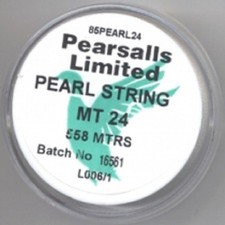 85PEARL24
Pearsalls
Limited
PEARL STRING
MT 24
558 MTRS
Batch No 16561
L006/1